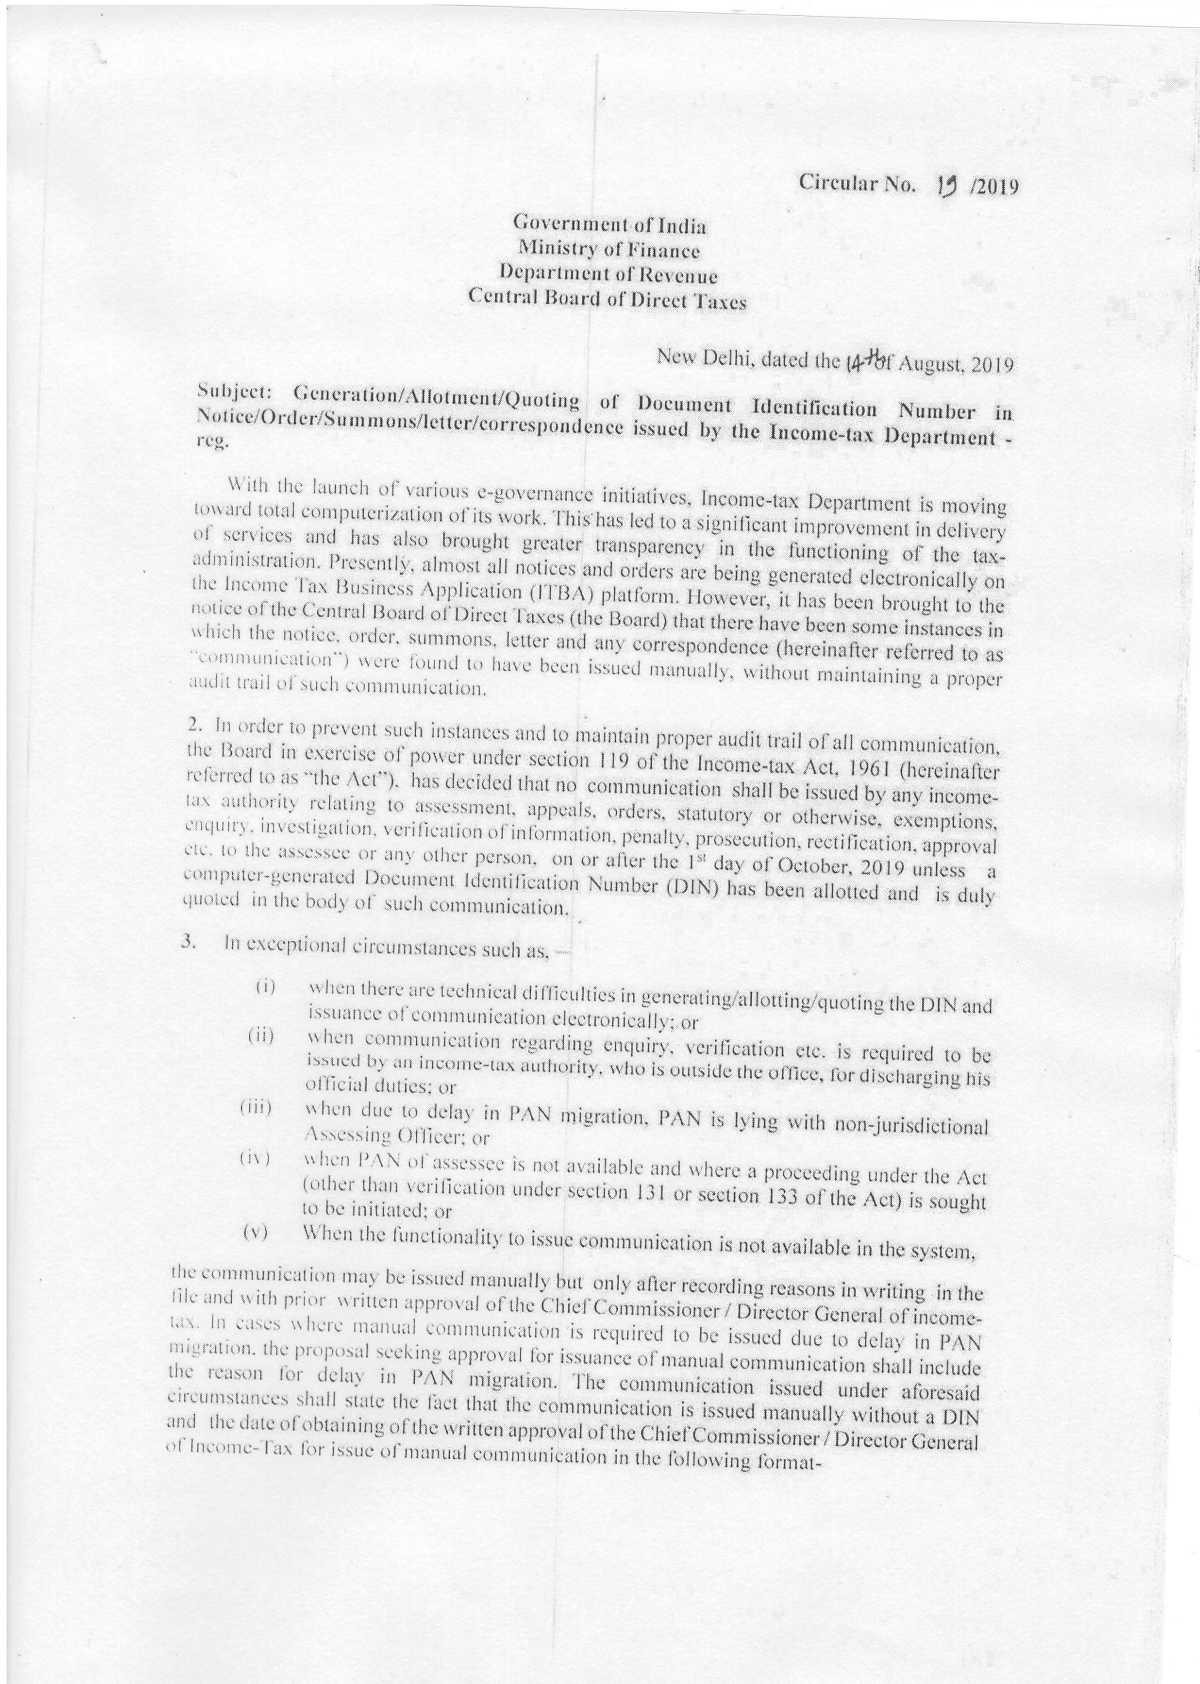 Circular No. 19 /2019
Government of India
Ministry of Finance
Department of Revenue
Central Board of Direct Taxes
New Delhi, dated the 14th of August, 2019
Subject: Generation/Allotment/Quoting of Document Identification Number in
Notice/Order/Summons/letter/correspondence issued by the Income-tax Department -
reg.
With the launch of various e-governance initiatives, Income-tax Department is moving
toward total computerization of its work. This has led to a significant improvement in delivery
of services and has also brought greater transparency in the functioning of the tax-
administration. Presently, almost all notices and orders are being generated electronically on
the Income Tax Business Application (ITBA) platform. However, it has been brought to the
notice of the Central Board of Direct Taxes (the Board) that there have been some instances in
which the notice, order, summons, letter and any correspondence (hereinafter referred to as
"communication") were found to have been issued manually, without maintaining a proper
audit trail of such communication.
2. In order to prevent such instances and to maintain proper audit trail of all communication,
the Board in exercise of power under section 119 of the Income-tax Act, 1961 (hereinafter
referred to as "the Act"), has decided that no communication shall be issued by any income-
tax authority relating to assessment, appeals, orders, statutory or otherwise, exemptions,
enquiry, investigation, verification of information, penalty, prosecution, rectification, approval
etc. to the assessee or any other person, on or after the 1st day of October, 2019 unless a
computer-generated Document Identification Number (DIN) has been allotted and is duly
quoted in the body of such communication.
3. In exceptional circumstances such as, —
(i) when there are technical difficulties in generating/allotting/quoting the DIN and
issuance of communication electronically; or
(ii) when communication regarding enquiry, verification etc. is required to be
issued by an income-tax authority, who is outside the office, for discharging his
official duties; or
(iii) when due to delay in PAN migration, PAN is lying with non-jurisdictional
Assessing Officer; or
(iv) when PAN of assessee is not available and where a proceeding under the Act
(other than verification under section 131 or section 133 of the Act) is sought
to be initiated; or
(v) When the functionality to issue communication is not available in the system,
the communication may be issued manually but only after recording reasons in writing in the
file and with prior written approval of the Chief Commissioner / Director General of income-
tax. In cases where manual communication is required to be issued due to delay in PAN
migration, the proposal seeking approval for issuance of manual communication shall include
the reason for delay in PAN migration. The communication issued under aforesaid
circumstances shall state the fact that the communication is issued manually without a DIN
and the date of obtaining of the written approval of the Chief Commissioner / Director General
of Income-Tax for issue of manual communication in the following format-